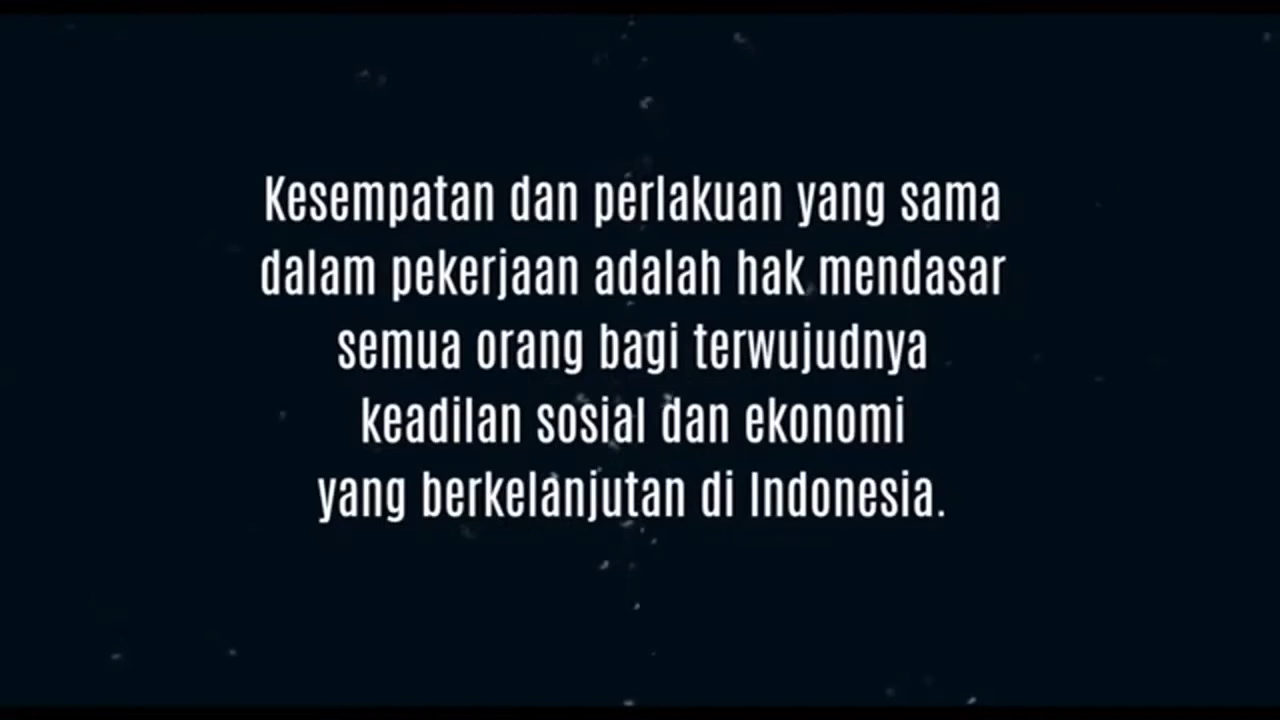 Kesempatan dan perlakuan yang sama
dalam pekerjaan adalah hak mendasar
semua orang bagi terwujudnya
keadilan sosial dan ekonomi
yang berkelanjutan di Indonesia.